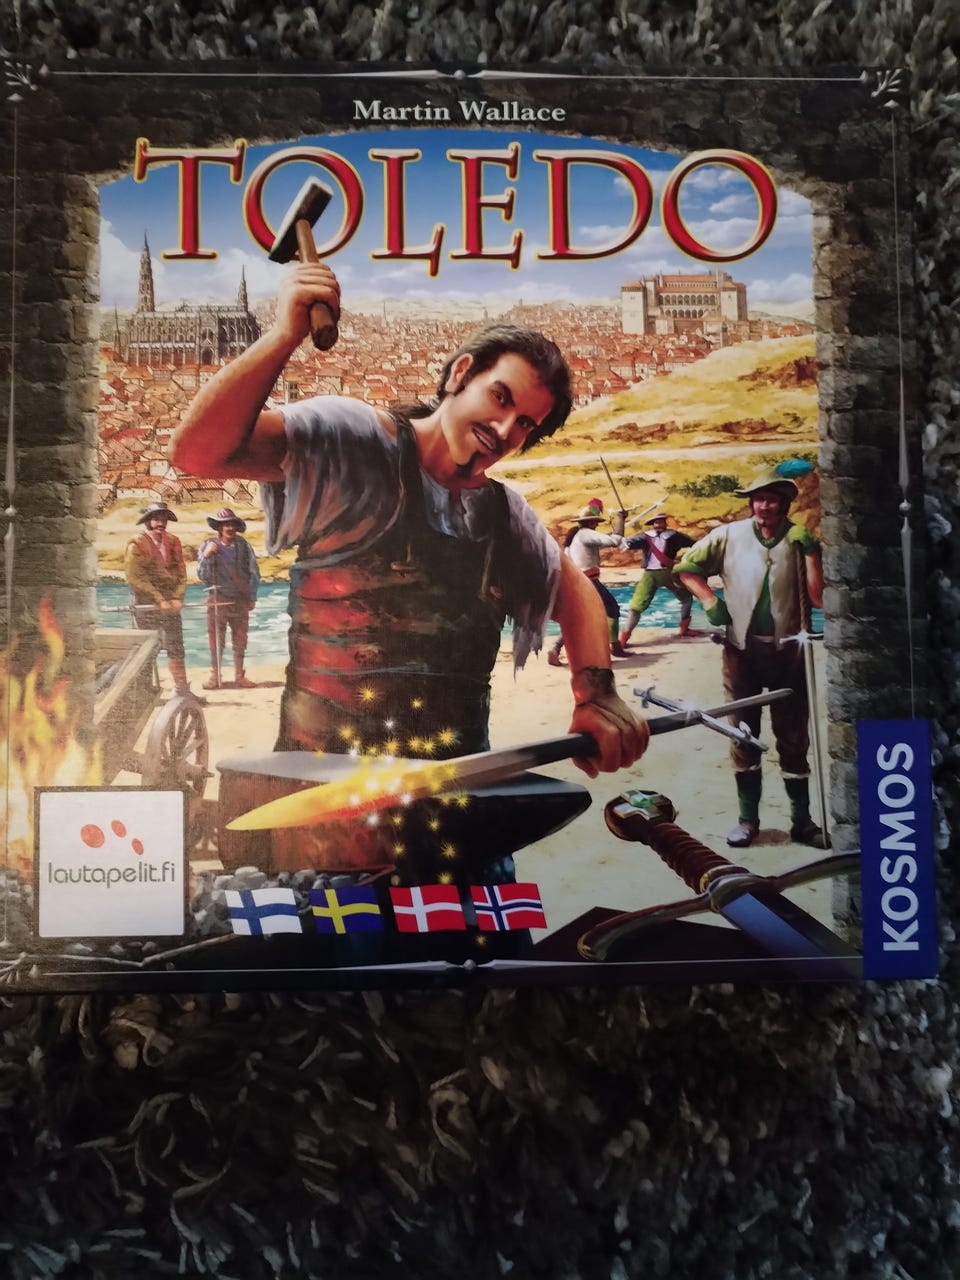 Martin Wallace
TOLEDO
lautapelit.fi
KOSMOS